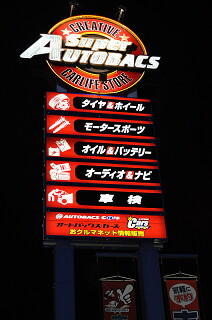 CREATIVE
Super
AUTOBACS
CARLIFE STORE
タイヤ&ホイール
モータースポーツ
オイル&バッテリー
オーディオ&ナビ
車検
AUTOBACS
Cars
オートバックスカーズ
おクルマネット情報販売